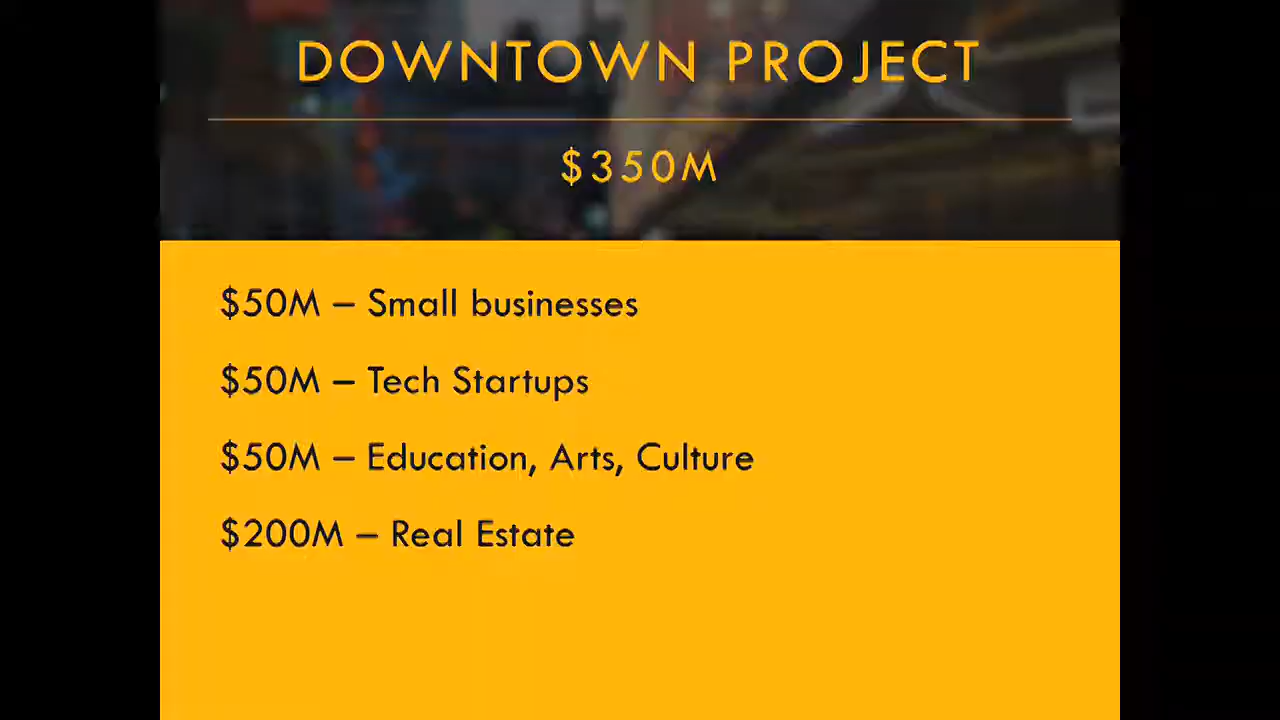 DOWNTOWN PROJECT
$350M
$50M – Small businesses
$50M – Tech Startups
$50M – Education, Arts, Culture
$200M – Real Estate